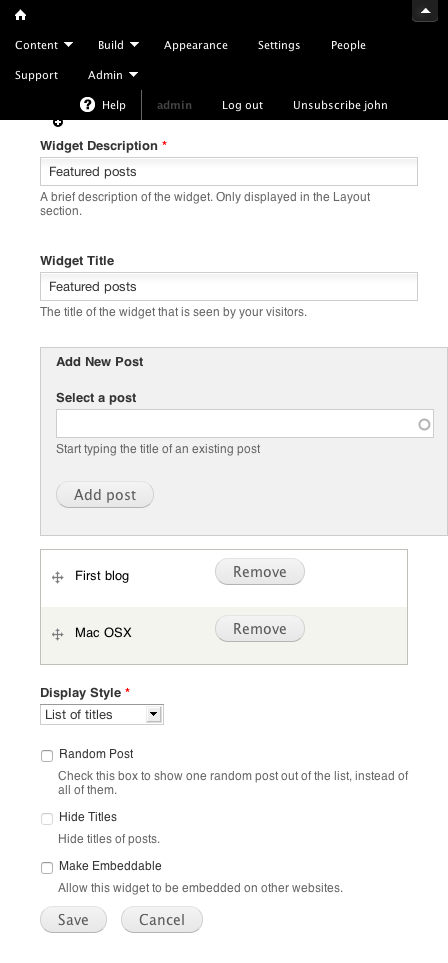 Content Build Appearance Settings People
Support Admin
? Help admin Log out Unsubscribe john
Widget Description *
Featured posts
A brief description of the widget. Only displayed in the Layout
section.
Widget Title
Featured posts
The title of the widget that is seen by your visitors.
Add New Post
Select a post
Start typing the title of an existing post
Add post
First blog Remove
Mac OSX Remove
Display Style *
List of titles
Random Post
Check this box to show one random post out of the list, instead of
all of them.
Hide Titles
Hide titles of posts.
Make Embeddable
Allow this widget to be embedded on other websites.
Save Cancel